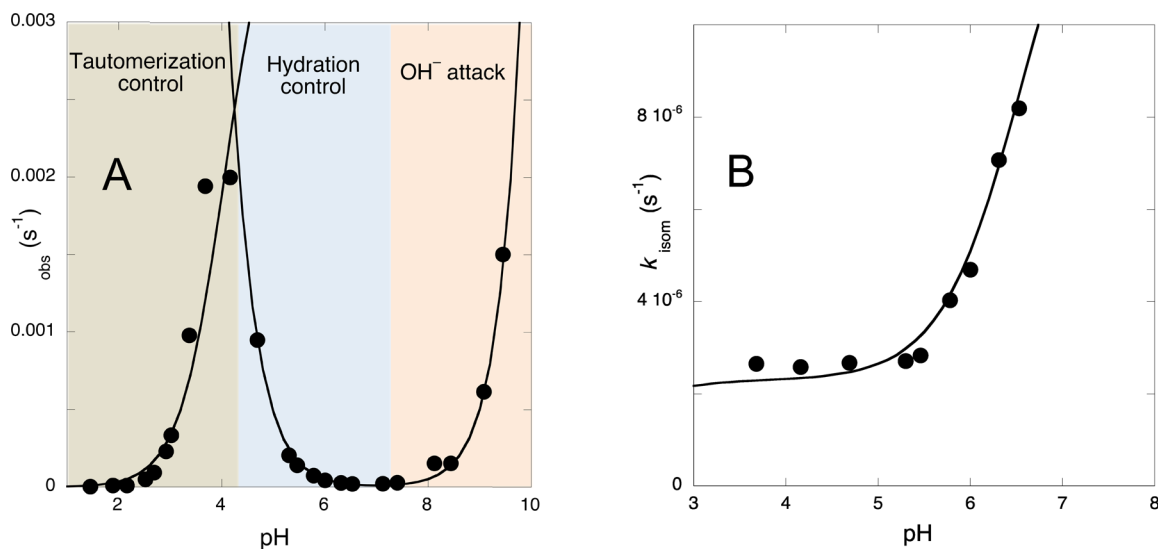 0.003
0.002
0.001
0
obs (s⁻¹)
Tautomerization
control
Hydration
control
OH⁻ attack
A
2
4
6
8
10
pH
8 10⁻⁶
4 10⁻⁶
0
k isom (s⁻¹)
B
3
4
5
6
7
8
pH